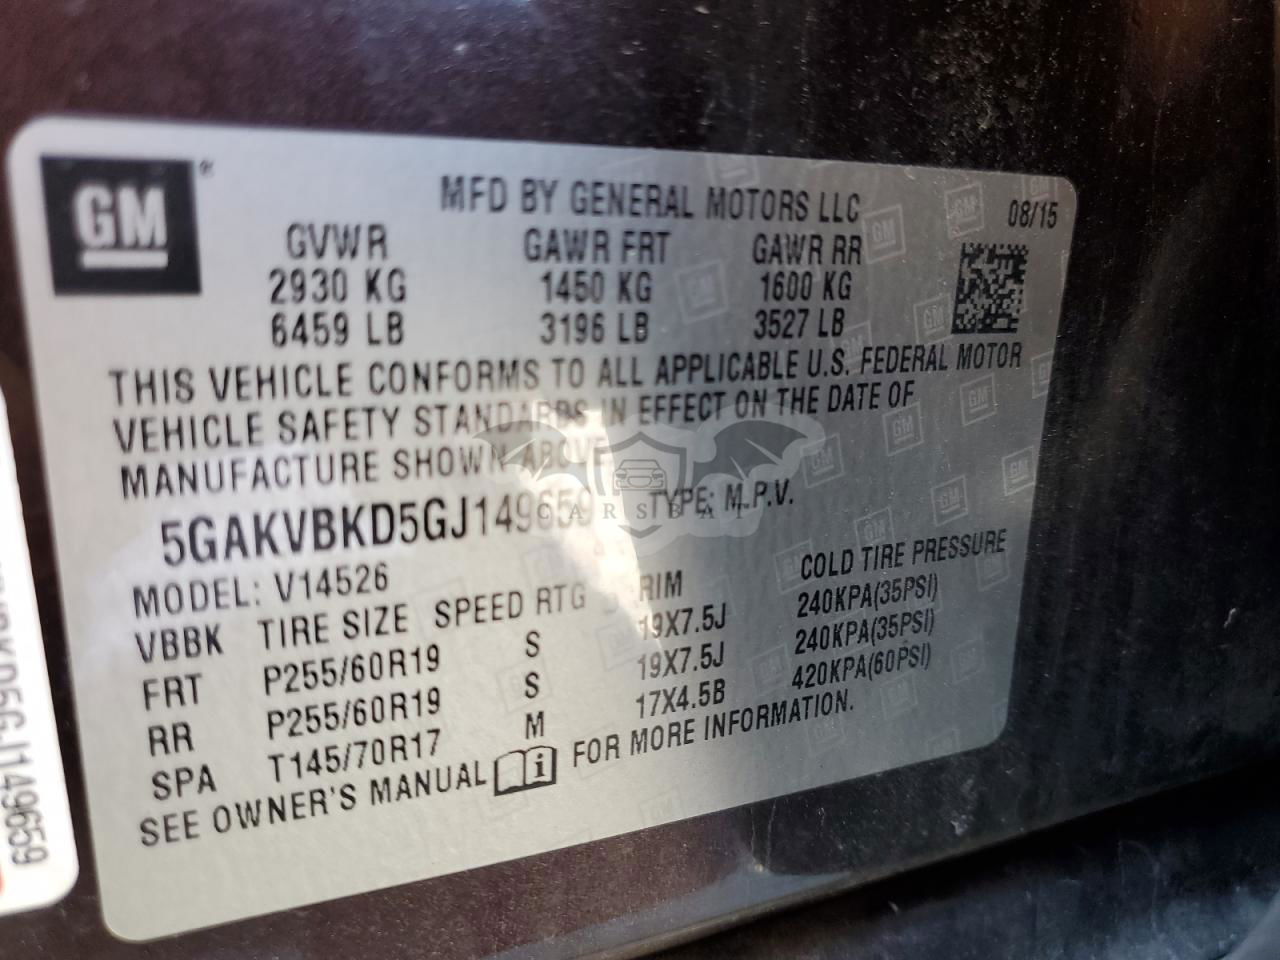 GM ®
MFD BY GENERAL MOTORS LLC
08/15
GVWR GAWR FRT GAWR RR
2930 KG 1450 KG 1600 KG
6459 LB 3196 LB 3527 LB
THIS VEHICLE CONFORMS TO ALL APPLICABLE U.S. FEDERAL MOTOR
VEHICLE SAFETY STANDARDS IN EFFECT ON THE DATE OF
MANUFACTURE SHOWN ABOVE.
5GAKVBKD5GJ149659 TYPE: M.P.V.
CARSBAT
MODEL: V14526
VBBK TIRE SIZE SPEED RTG RIM COLD TIRE PRESSURE
FRT P255/60R19 S 19X7.5J 240KPA(35PSI)
RR P255/60R19 S 19X7.5J 240KPA(35PSI)
SPA T145/70R17 M 17X4.5B 420KPA(60PSI)
SEE OWNER'S MANUAL i FOR MORE INFORMATION.
KD5GJ149659